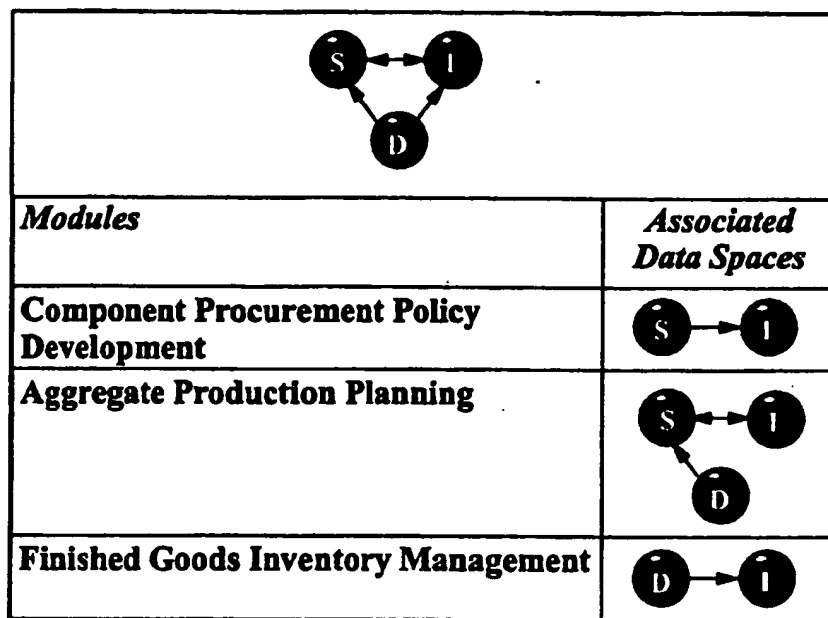 S I
D
Modules Associated
Data Spaces
Component Procurement Policy
Development
S I
Aggregate Production Planning
S I
D
Finished Goods Inventory Management
D I